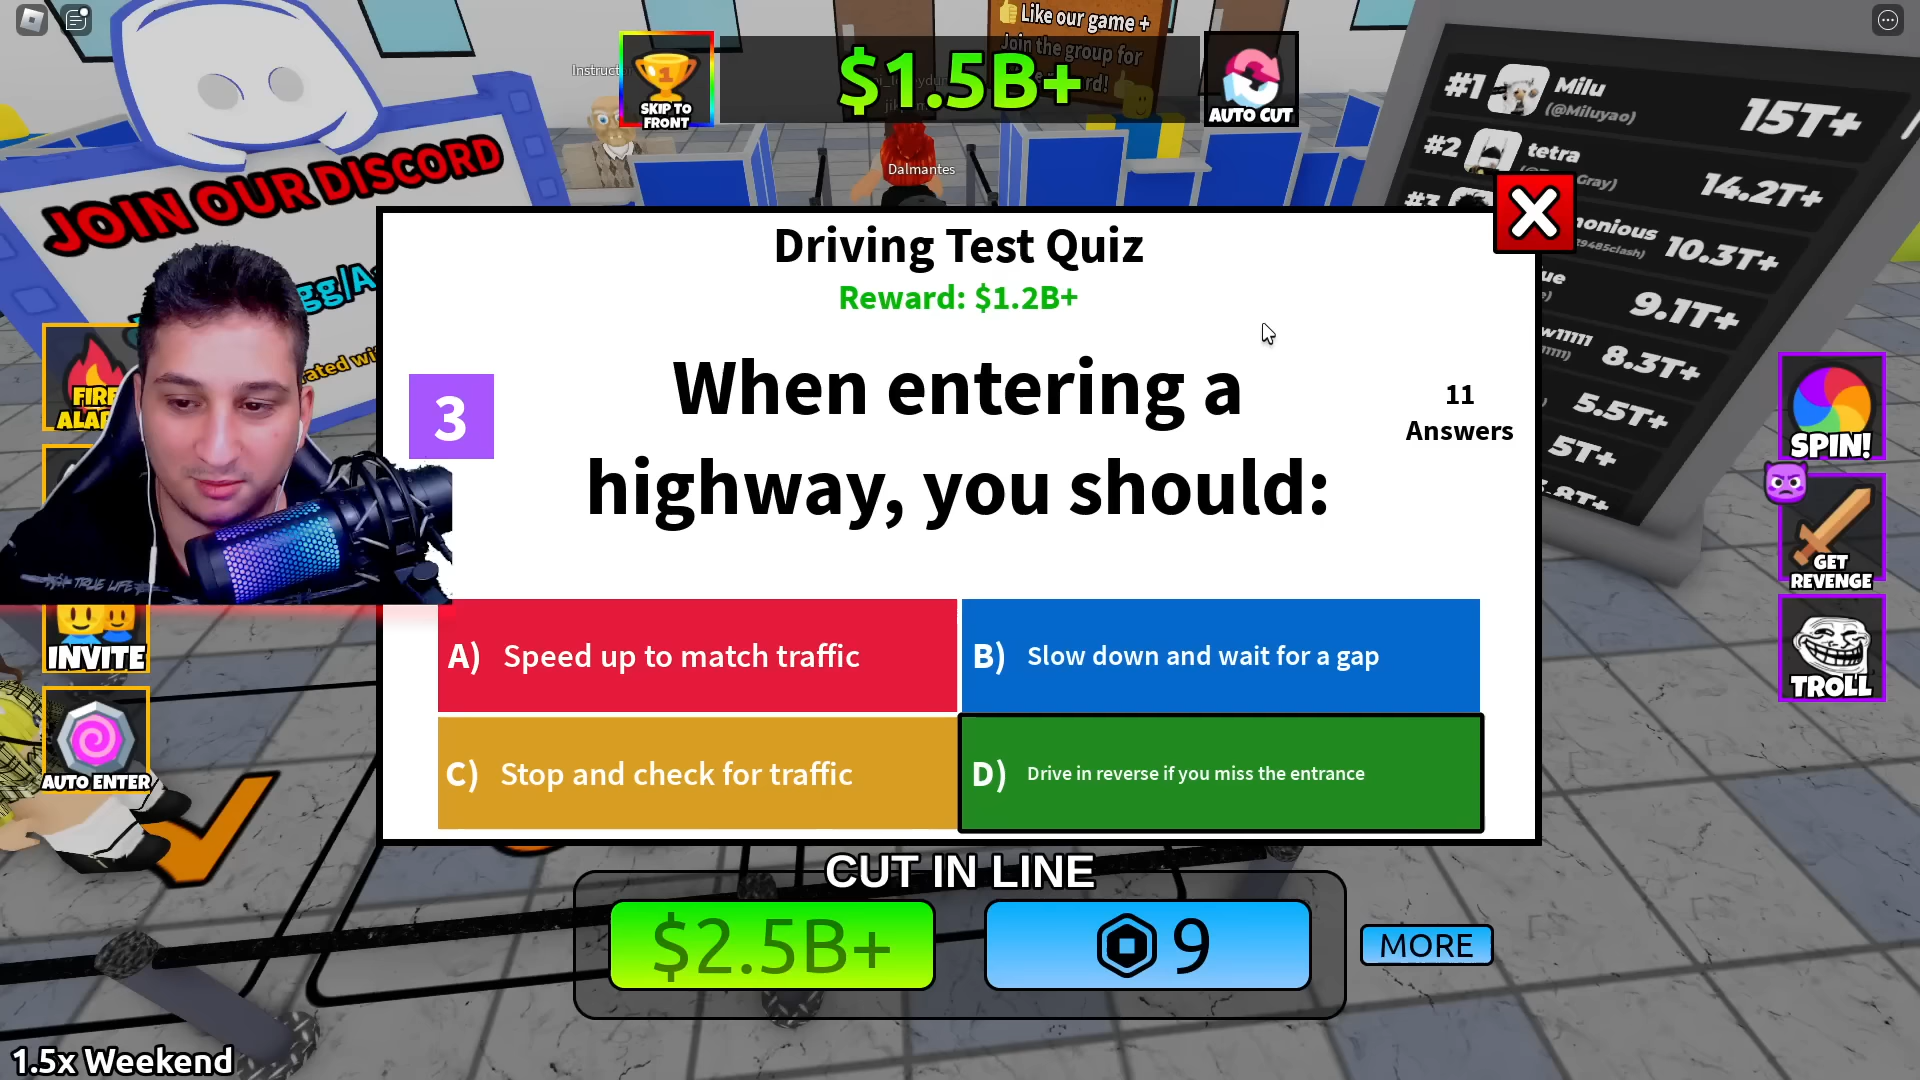 Like our game +
Join the group for
SKIP TO
FRONT
$1.5B+
AUTO CUT
Dalmantes
JOIN OUR DISCORD
#1 Milu 15T+
(@Miluyao)
#2 tetra 14.2T+
#3 10.3T+
9.1T+
8.3T+
5.5T+
5T+
Driving Test Quiz
Reward: $1.2B+
3
When entering a
highway, you should:
11
Answers
A) Speed up to match traffic
B) Slow down and wait for a gap
C) Stop and check for traffic
D) Drive in reverse if you miss the entrance
INVITE
AUTO ENTER
SPIN!
GET
REVENGE
TROLL
CUT IN LINE
$2.5B+
9
MORE
1.5x Weekend
TRUE LIFE